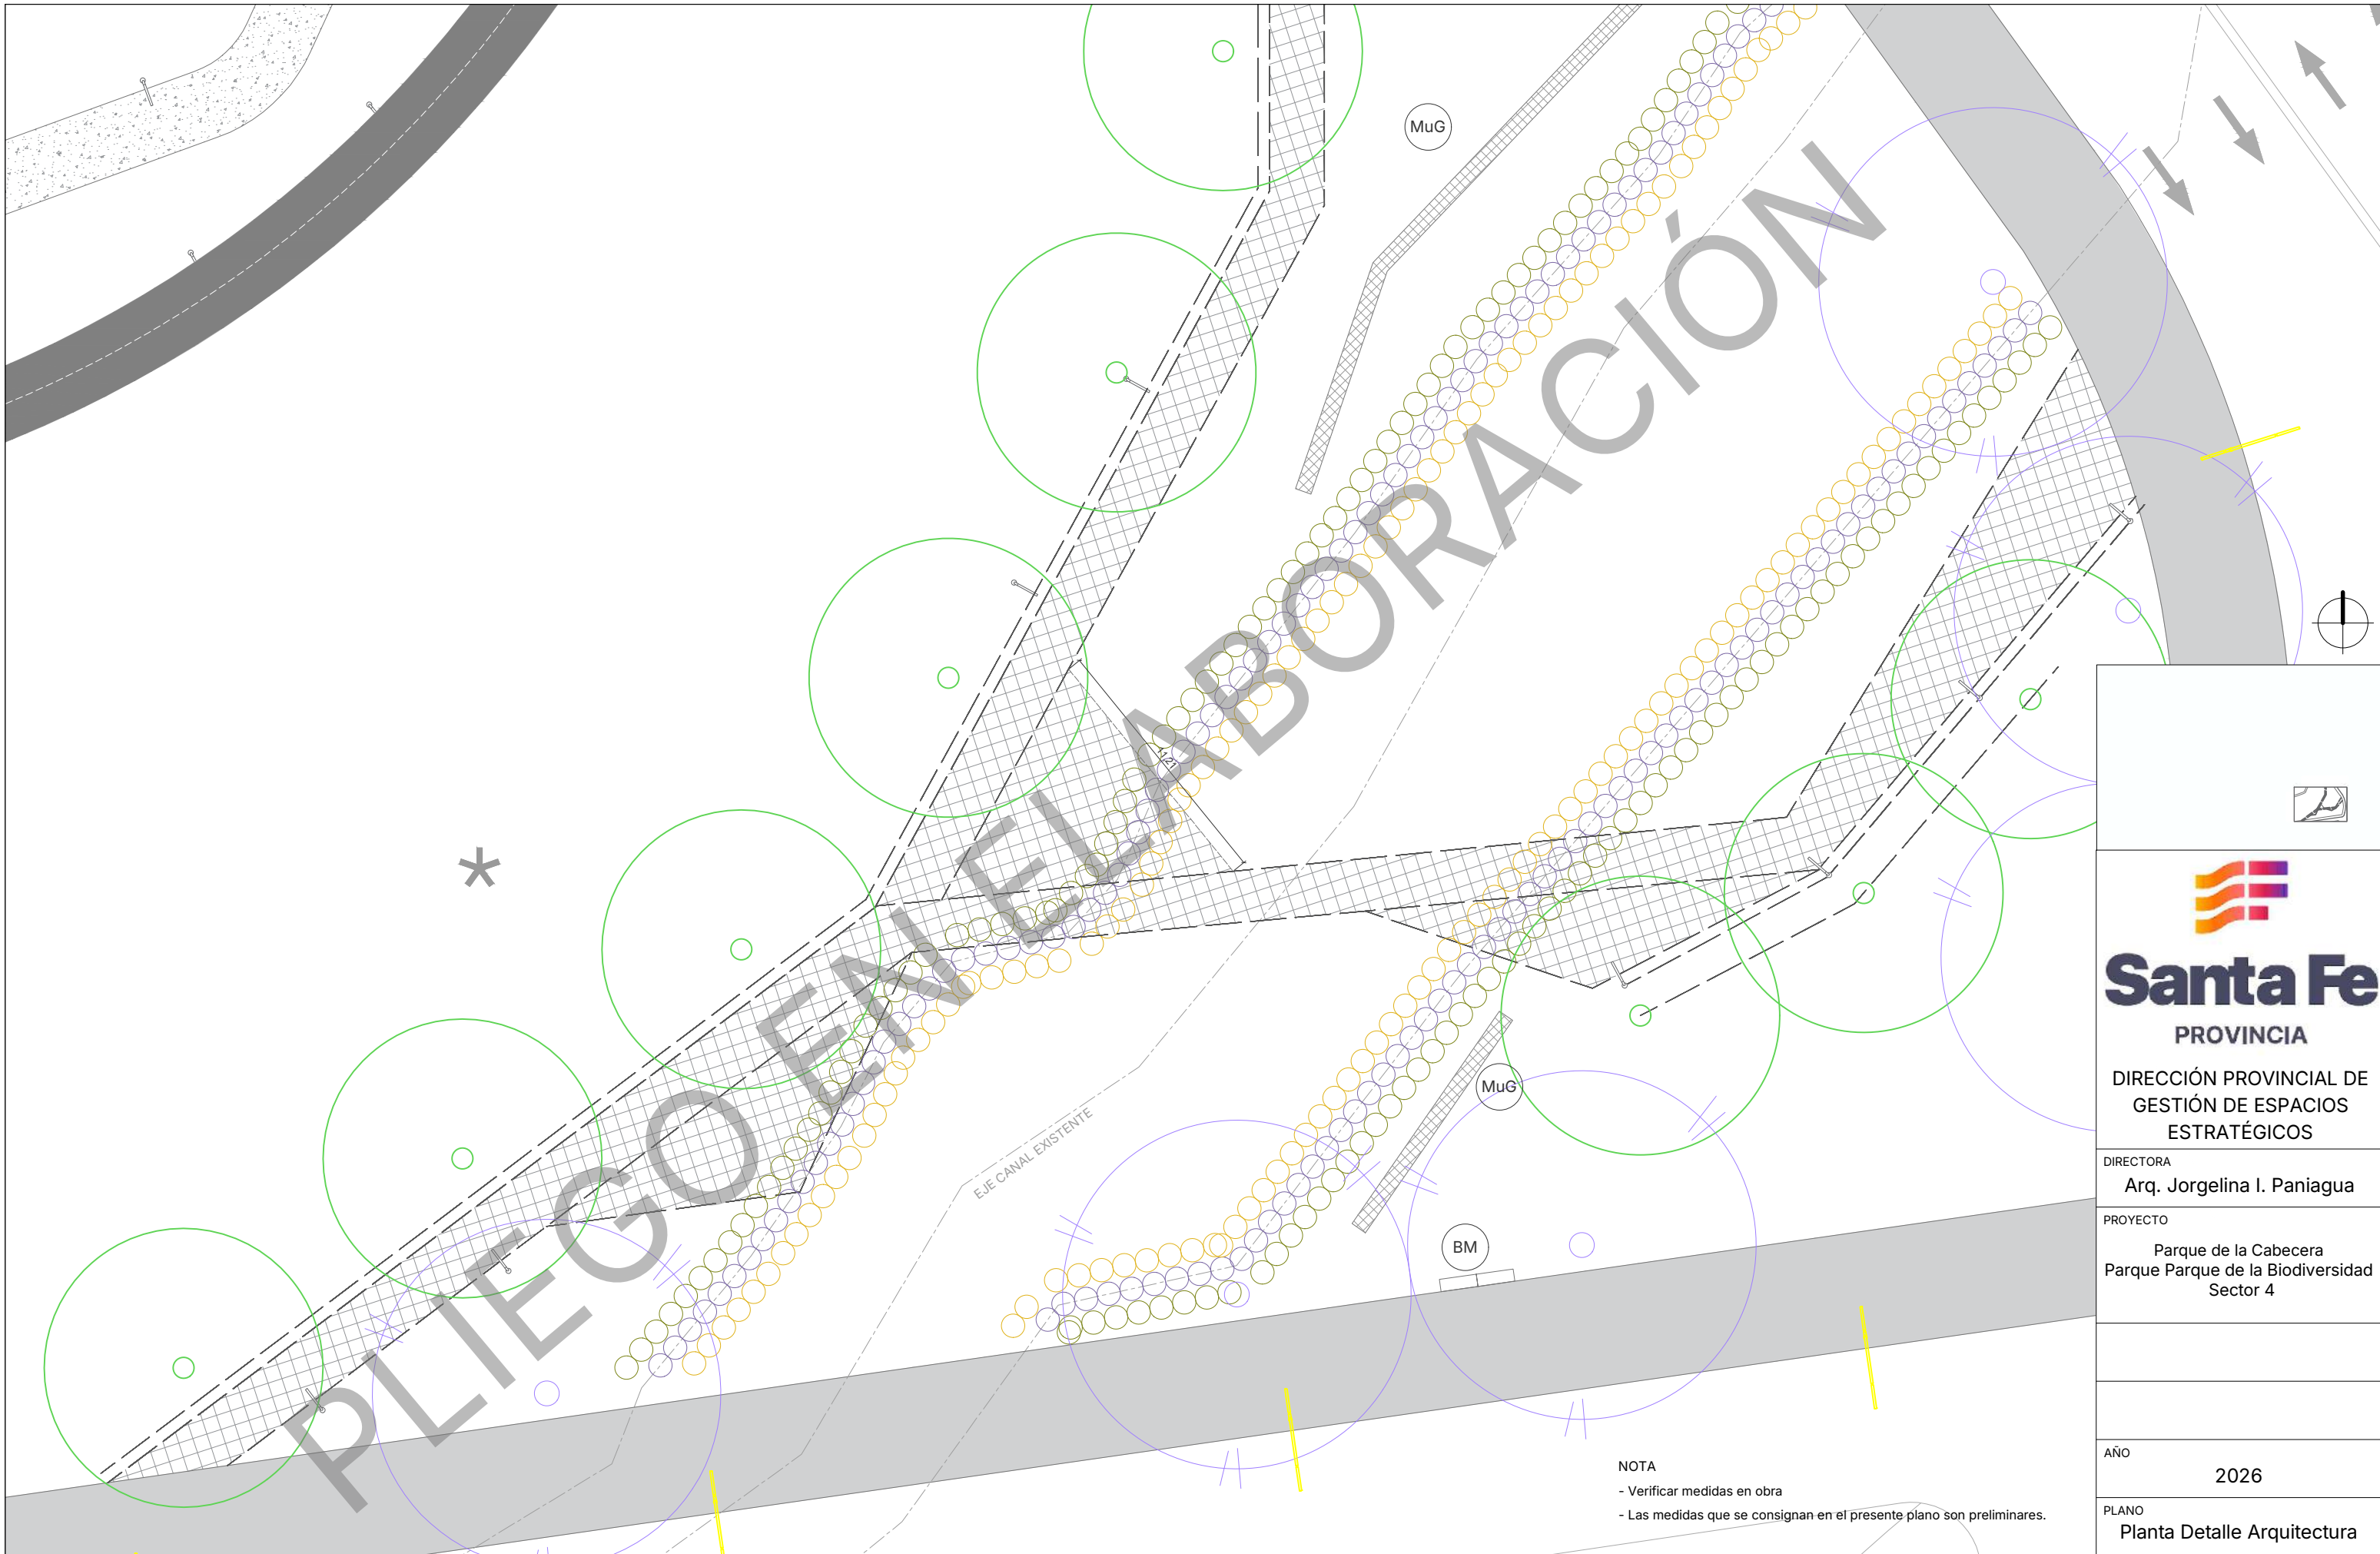 MuG
PLIEGO EN ELABORACIÓN
11,21
*
EJE CANAL EXISTENTE
MuG
BM
NOTA
- Verificar medidas en obra
- Las medidas que se consignan en el presente plano son preliminares.
Santa Fe
PROVINCIA
DIRECCIÓN PROVINCIAL DE
GESTIÓN DE ESPACIOS
ESTRATÉGICOS
DIRECTORA
Arq. Jorgelina I. Paniagua
PROYECTO
Parque de la Cabecera
Parque Parque de la Biodiversidad
Sector 4
AÑO
2026
PLANO
Planta Detalle Arquitectura